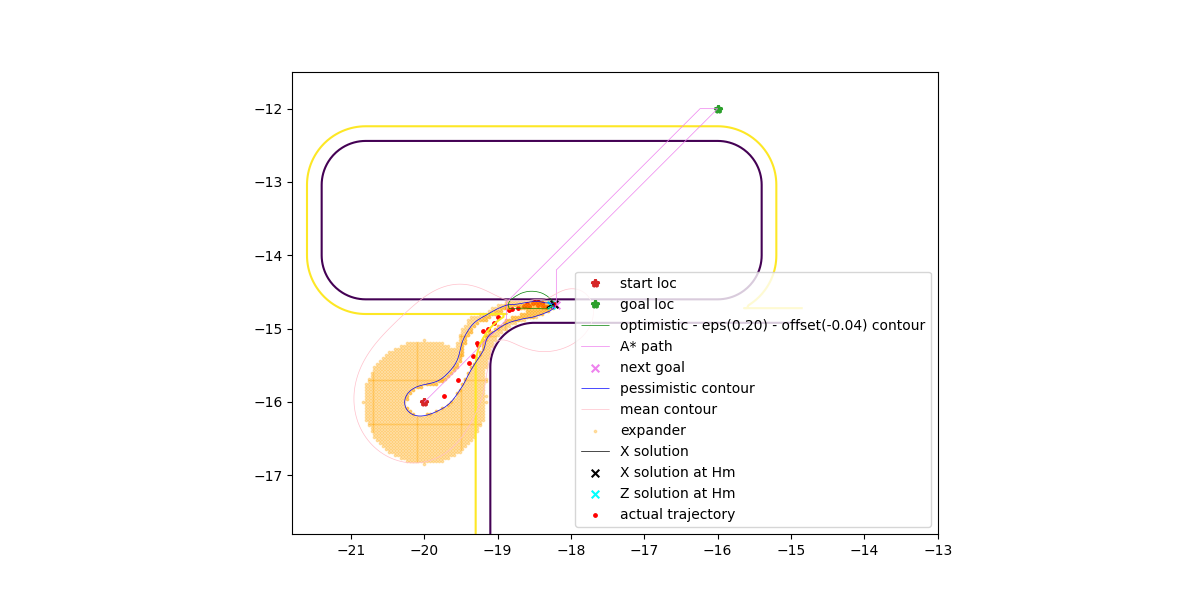 −12
−13
−14
−15
−16
−17
−21
−20
−19
−18
−17
−16
−15
−14
−13
start loc
goal loc
optimistic - eps(0.20) - offset(-0.04) contour
A* path
next goal
pessimistic contour
mean contour
expander
X solution
X solution at Hm
Z solution at Hm
actual trajectory